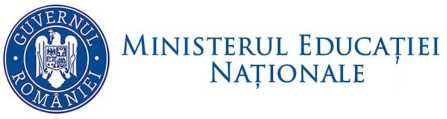 GUVERNUL
ROMÂNIEI
MINISTERUL EDUCAȚIEI
NAȚIONALE